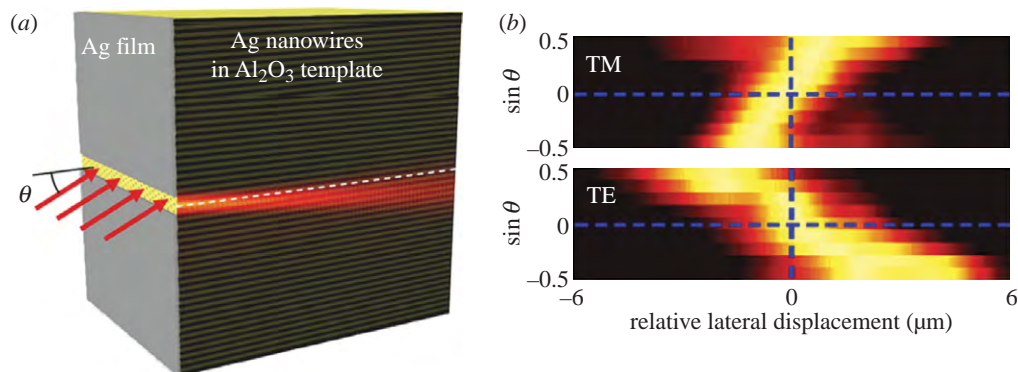 (a)
Ag film
Ag nanowires
in Al₂O₃ template
θ
(b)
0.5
TM
sin θ
0
–0.5
0.5
TE
sin θ
0
–0.5
–6
0
6
relative lateral displacement (µm)